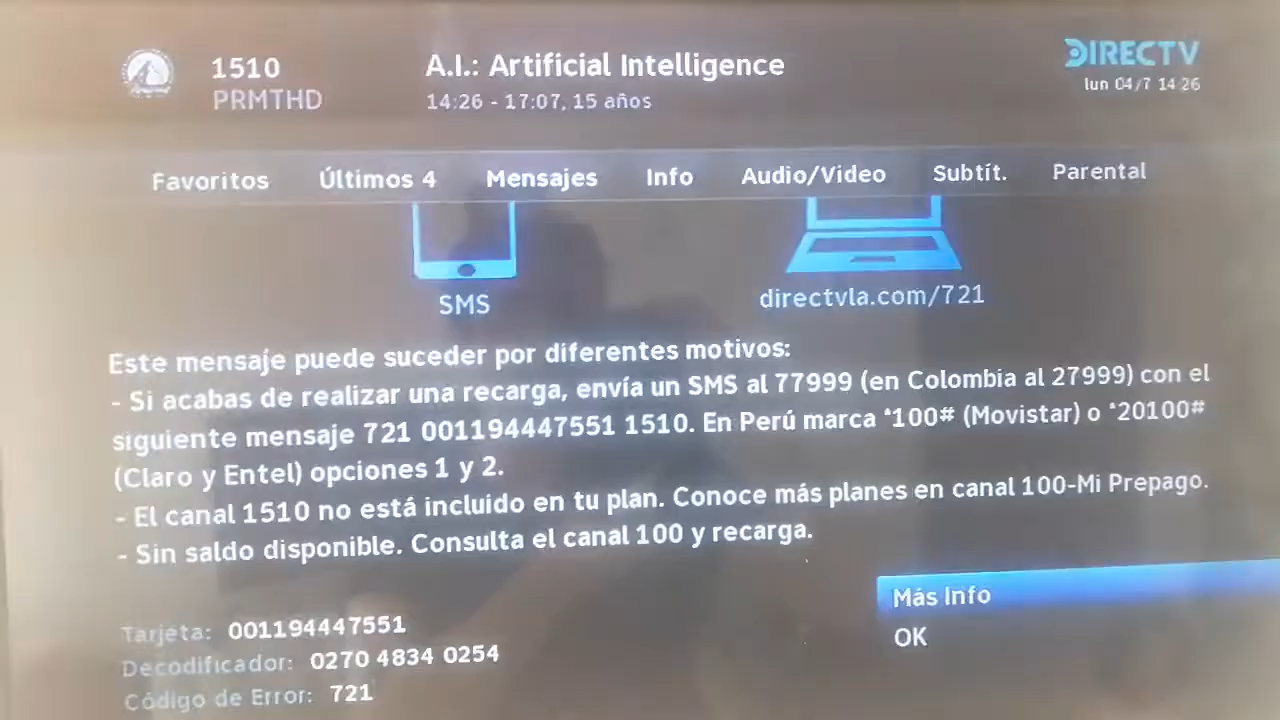 1510
PRMTHD
A.I.: Artificial Intelligence
14:26 - 17:07, 15 años
DIRECTV
lun 04/7 14:26
Favoritos Últimos 4 Mensajes Info Audio/Video Subtít. Parental
SMS
directvla.com/721
Este mensaje puede suceder por diferentes motivos:
- Si acabas de realizar una recarga, envía un SMS al 77999 (en Colombia al 27999) con el
siguiente mensaje 721 001194447551 1510. En Perú marca *100# (Movistar) o *20100#
(Claro y Entel) opciones 1 y 2.
- El canal 1510 no está incluido en tu plan. Conoce más planes en canal 100-Mi Prepago.
- Sin saldo disponible. Consulta el canal 100 y recarga.
Más Info
OK
Tarjeta: 001194447551
Decodificador: 0270 4834 0254
Código de Error: 721